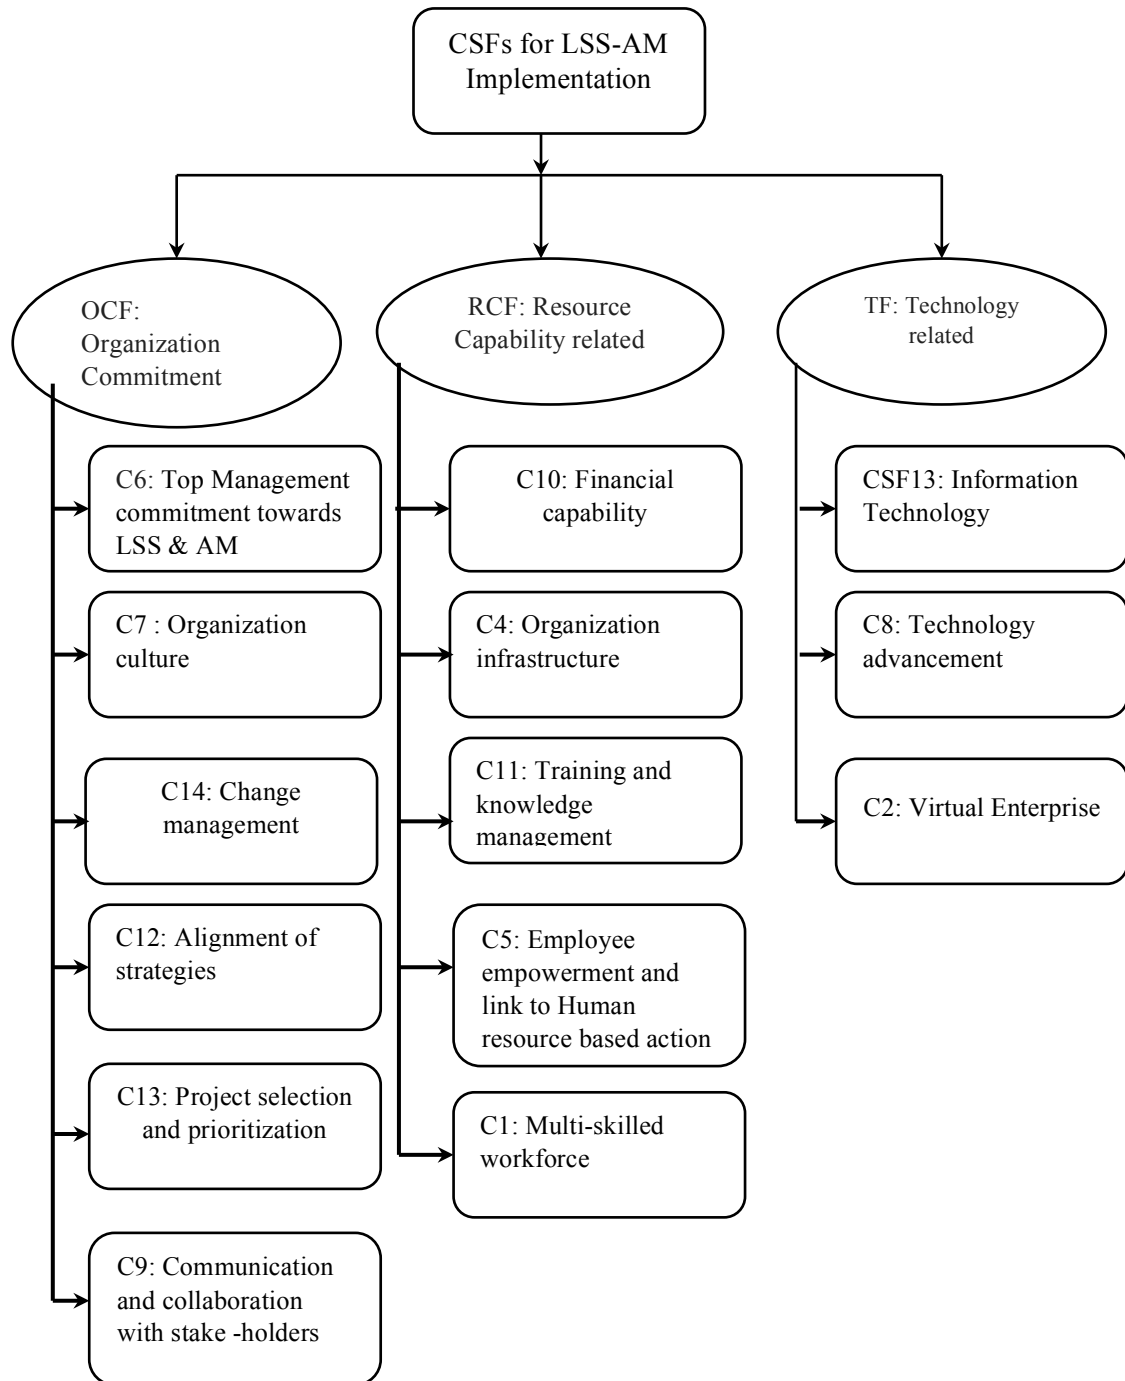 CSFs for LSS-AM
Implementation
OCF:
Organization
Commitment
RCF: Resource
Capability related
TF: Technology
related
C6: Top Management
commitment towards
LSS & AM
C7 : Organization
culture
C14: Change
management
C12: Alignment of
strategies
C13: Project selection
and prioritization
C9: Communication
and collaboration
with stake -holders
C10: Financial
capability
C4: Organization
infrastructure
C11: Training and
knowledge
management
C5: Employee
empowerment and
link to Human
resource based action
C1: Multi-skilled
workforce
CSF13: Information
Technology
C8: Technology
advancement
C2: Virtual Enterprise